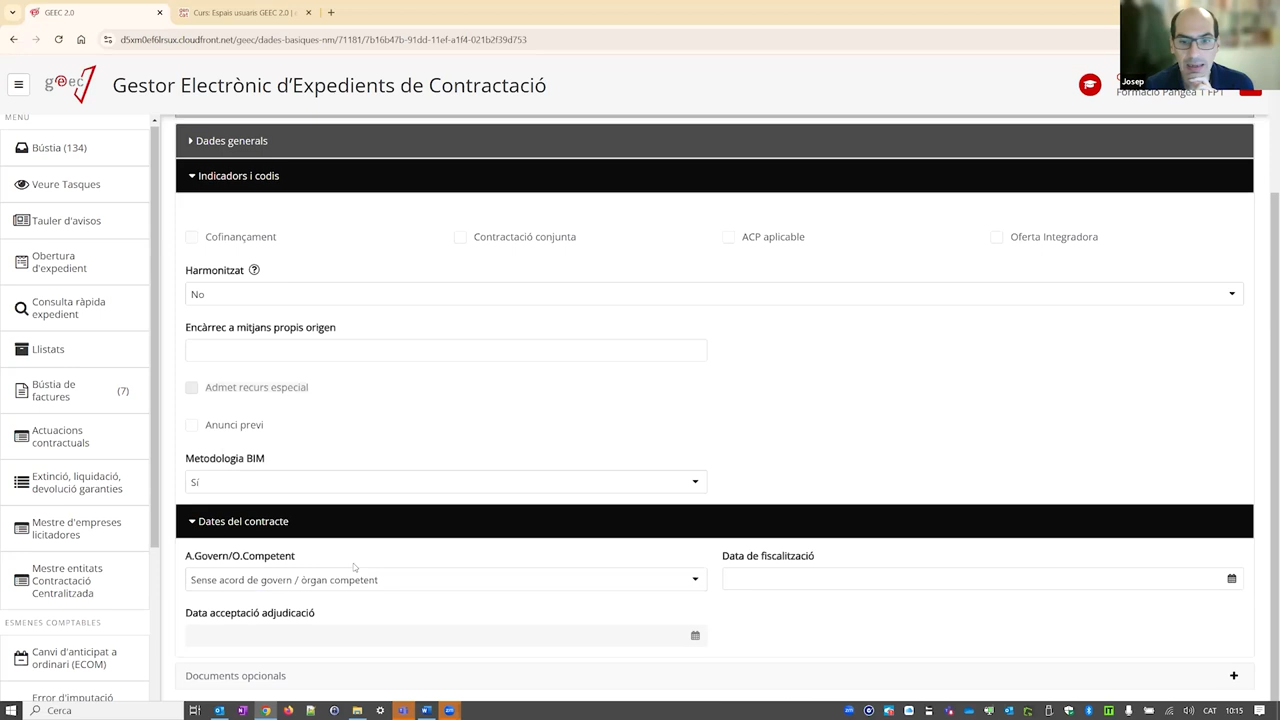 GEEC 2.0
Curs: Espais usuaris GEEC 2.0 |
d5xm0ef6lrsux.cloudfront.net/geec/dades-basiques-nm/71181/7b16b47b-91dd-11ef-a1f4-021b2f39d753
geec
Gestor Electrònic d'Expedients de Contractació
Josep
Formació Pangea 1 FP1
MENÚ
Bústia (134)
Veure Tasques
Tauler d'avisos
Obertura
d'expedient
Consulta ràpida
expedient
Llistats
Bústia de
factures
(7)
Actuacions
contractuals
Extinció, liquidació,
devolució garanties
Mestre d'empreses
licitadores
Mestre entitats
Contractació
Centralitzada
ESMENES COMPTABLES
Canvi d'anticipat a
ordinari (ECOM)
Error d'imputació
Dades generals
Indicadors i codis
Cofinançament
Contractació conjunta
ACP aplicable
Oferta Integradora
Harmonitzat ?
No
Encàrrec a mitjans propis origen
Admet recurs especial
Anunci previ
Metodologia BIM
Sí
Dates del contracte
A.Govern/O.Competent
Data de fiscalització
Sense acord de govern / òrgan competent
Data acceptació adjudicació
Documents opcionals
+
Cerca
CAT
10:15